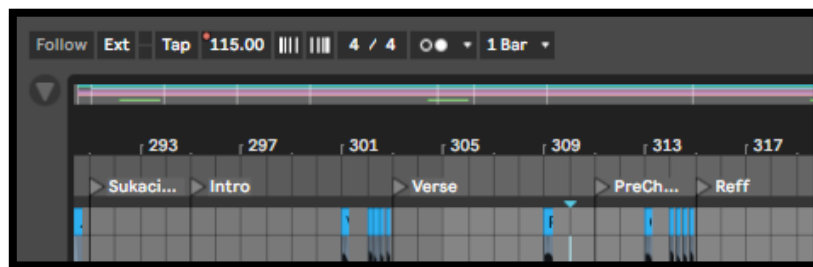 Follow Ext Tap 115.00 4 / 4 1 Bar
293 297 301 305 309 313 317
Sukaci... Intro Verse PreCh... Reff